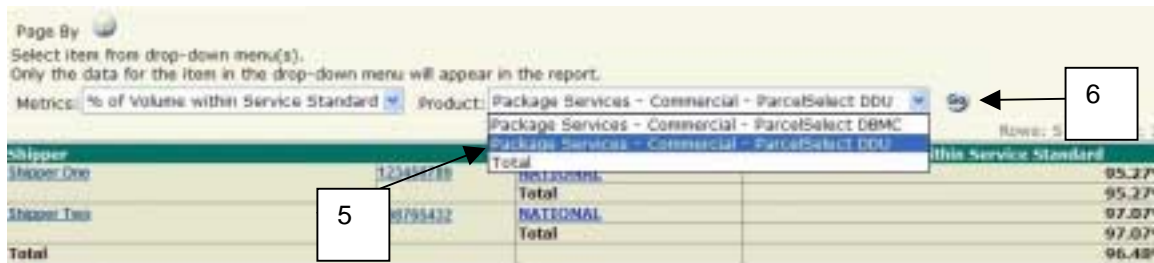 Page By
Select item from drop-down menu(s).
Only the data for the item in the drop-down menu will appear in the report.
Metrics: % of Volume within Service Standard Product: Package Services - Commercial - ParcelSelect DDU Go
6
Package Services - Commercial - ParcelSelect DBMC
Rows: 5
Package Services - Commercial - ParcelSelect DDU
Shipper Service Standard
Total
Shipper One NATIONAL 95.27%
Total 95.27%
5
Shipper Two NATIONAL 97.07%
Total 97.07%
Total 96.48%